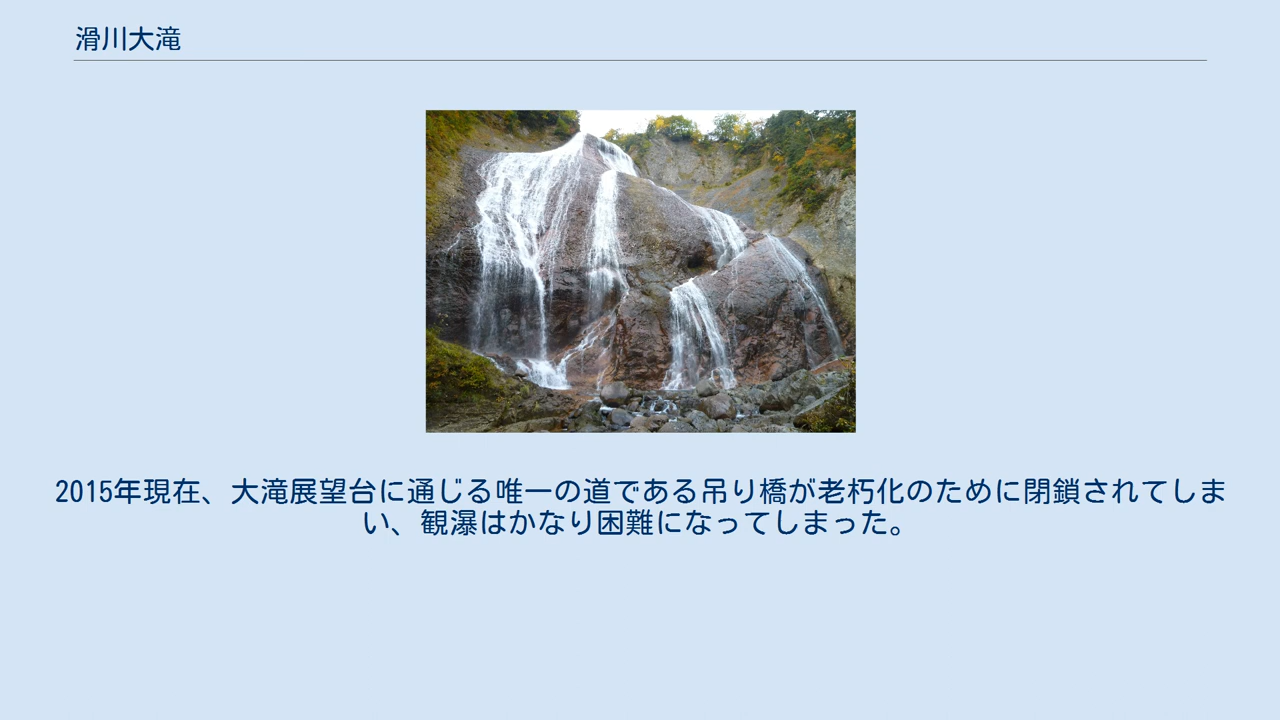 滑川大滝
2015年現在、大滝展望台に通じる唯一の道である吊り橋が老朽化のために閉鎖されてしま
い、観瀑はかなり困難になってしまった。